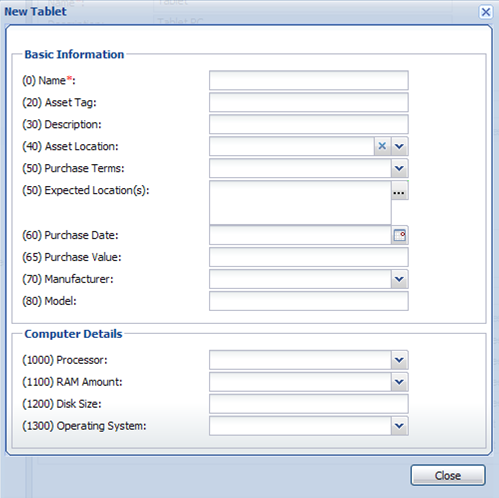 New Tablet
Basic Information
(0) Name*:
(20) Asset Tag:
(30) Description:
(40) Asset Location:
(50) Purchase Terms:
(50) Expected Location(s):
...
(60) Purchase Date:
(65) Purchase Value:
(70) Manufacturer:
(80) Model:
Computer Details
(1000) Processor:
(1100) RAM Amount:
(1200) Disk Size:
(1300) Operating System:
Close